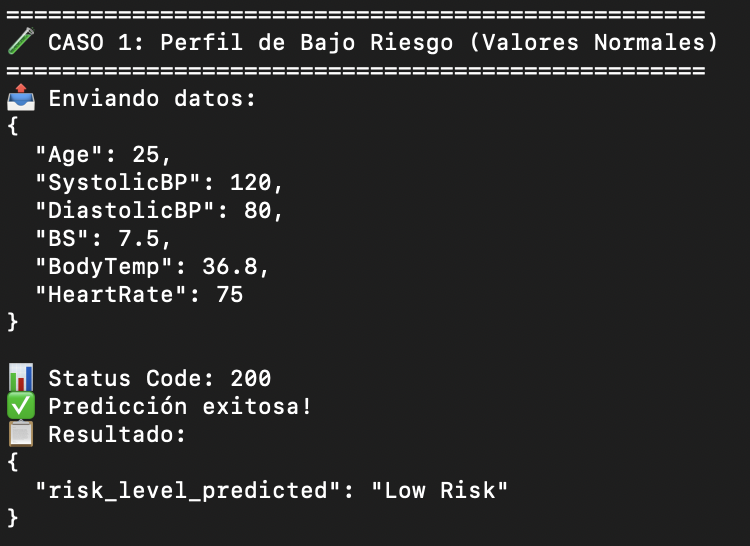 ==================================================
🧪 CASO 1: Perfil de Bajo Riesgo (Valores Normales)
==================================================
📤 Enviando datos:
{
  "Age": 25,
  "SystolicBP": 120,
  "DiastolicBP": 80,
  "BS": 7.5,
  "BodyTemp": 36.8,
  "HeartRate": 75
}

📊 Status Code: 200
✅ Predicción exitosa!
📋 Resultado:
{
  "risk_level_predicted": "Low Risk"
}